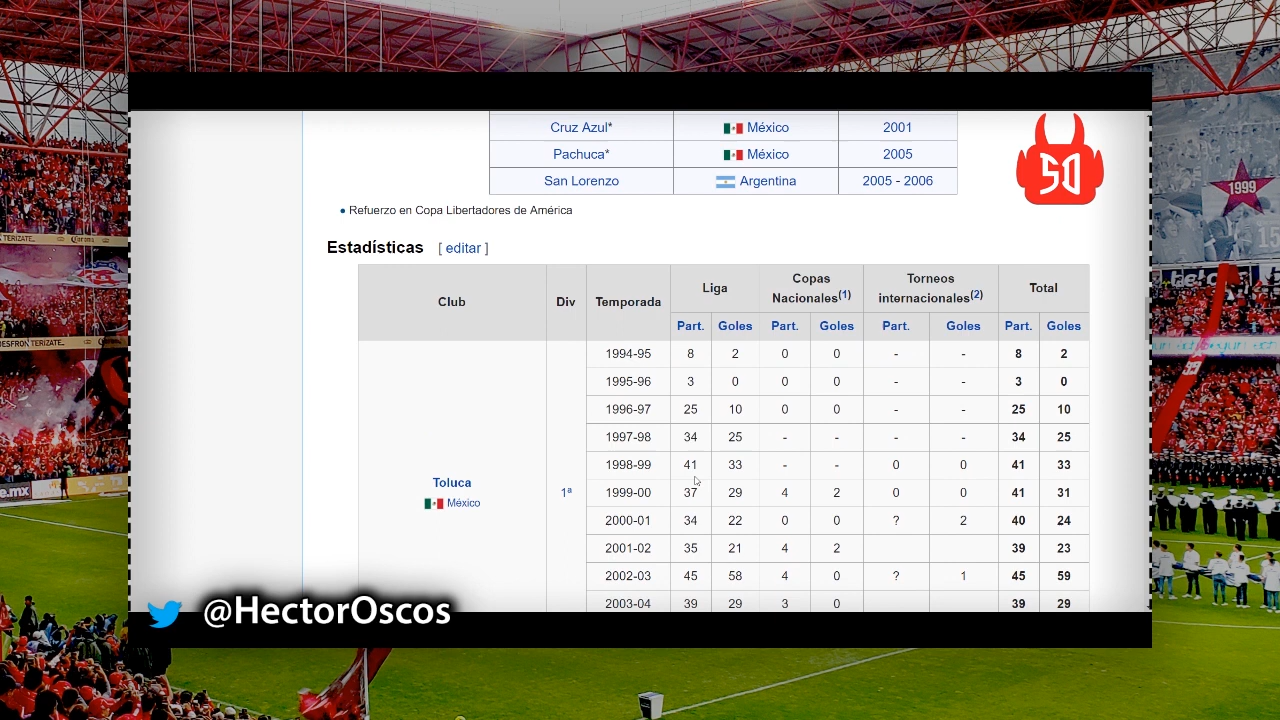 Cruz Azul* México 2001
Pachuca* México 2005
San Lorenzo Argentina 2005 - 2006
50
1999
• Refuerzo en Copa Libertadores de América
Estadísticas [ editar ]
Club Div Temporada Liga Copas Nacionales(1) Torneos internacionales(2) Total
Part. Goles Part. Goles Part. Goles Part. Goles
1994-95 8 2 0 0 - - 8 2
1995-96 3 0 0 0 - - 3 0
1996-97 25 10 0 0 - - 25 10
1997-98 34 25 - - - - 34 25
1998-99 41 33 - - 0 0 41 33
Toluca
México
1ª
1999-00 37 29 4 2 0 0 41 31
2000-01 34 22 0 0 ? 2 40 24
2001-02 35 21 4 2 39 23
2002-03 45 58 4 0 ? 1 45 59
2003-04 39 29 3 0 39 29
@HectorOscos
TERÍZATE_
Corona
DESFRONTERÍZATE_
e.mx